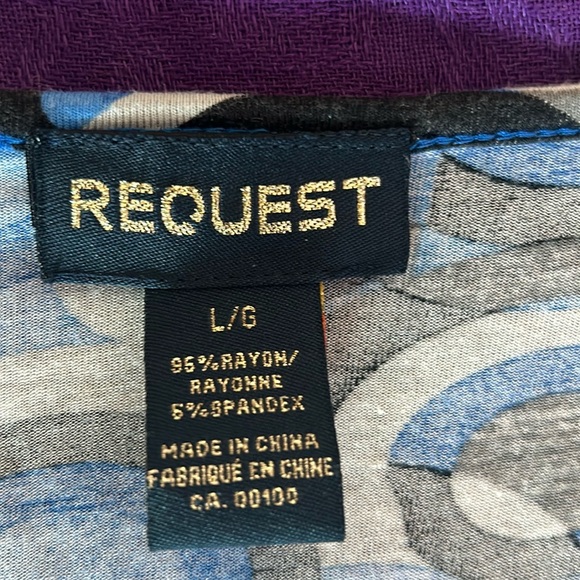 REQUEST
L/G
95%RAYON/
RAYONNE
5%SPANDEX
MADE IN CHINA
FABRIQUÉ EN CHINE
CA. 00100